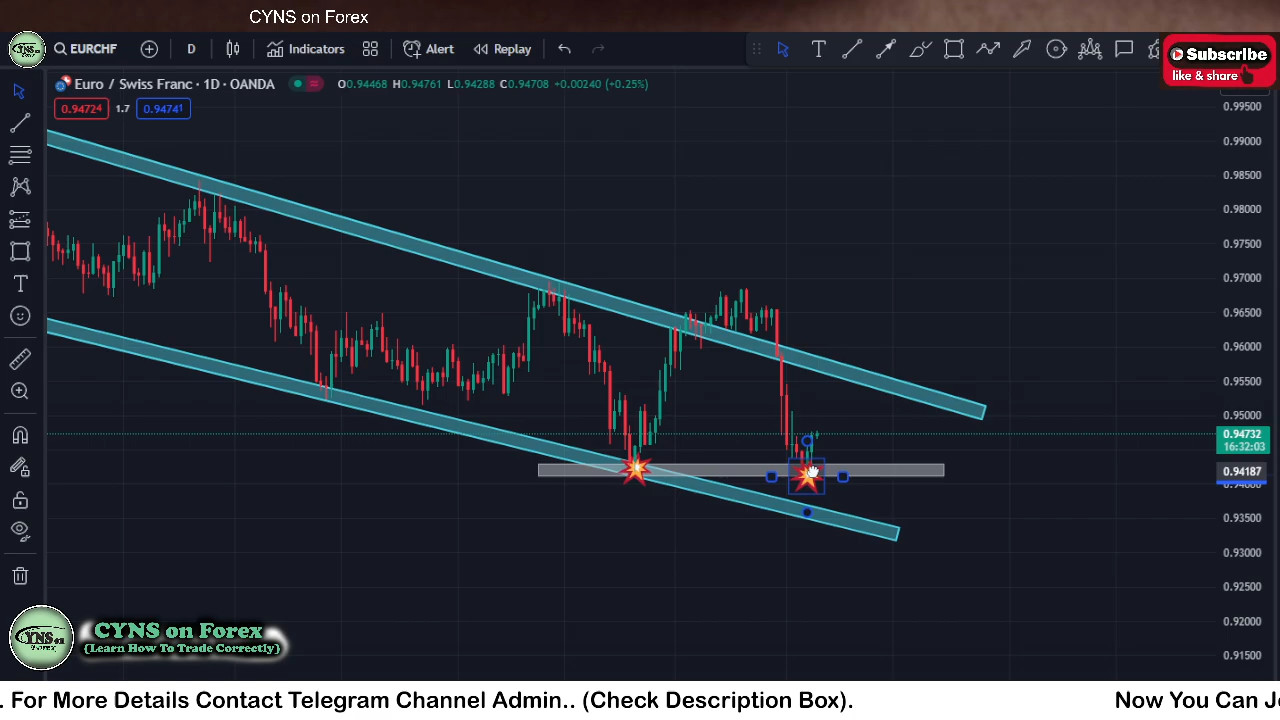 CYNS on Forex
EURCHF
D
Indicators
Alert
Replay
Subscribe
like & share
Euro / Swiss Franc · 1D · OANDA
O0.94468 H0.94761 L0.94288 C0.94708 +0.00240 (+0.25%)
0.94724
1.7
0.94741
0.99500
0.99000
0.98500
0.98000
0.97500
0.97000
0.96500
0.96000
0.95500
0.95000
0.94732
16:32:03
0.94187
0.93500
0.93000
0.92500
0.92000
0.91500
CYNS on Forex
{Learn How To Trade Correctly}
. For More Details Contact Telegram Channel Admin.. (Check Description Box).
Now You Can